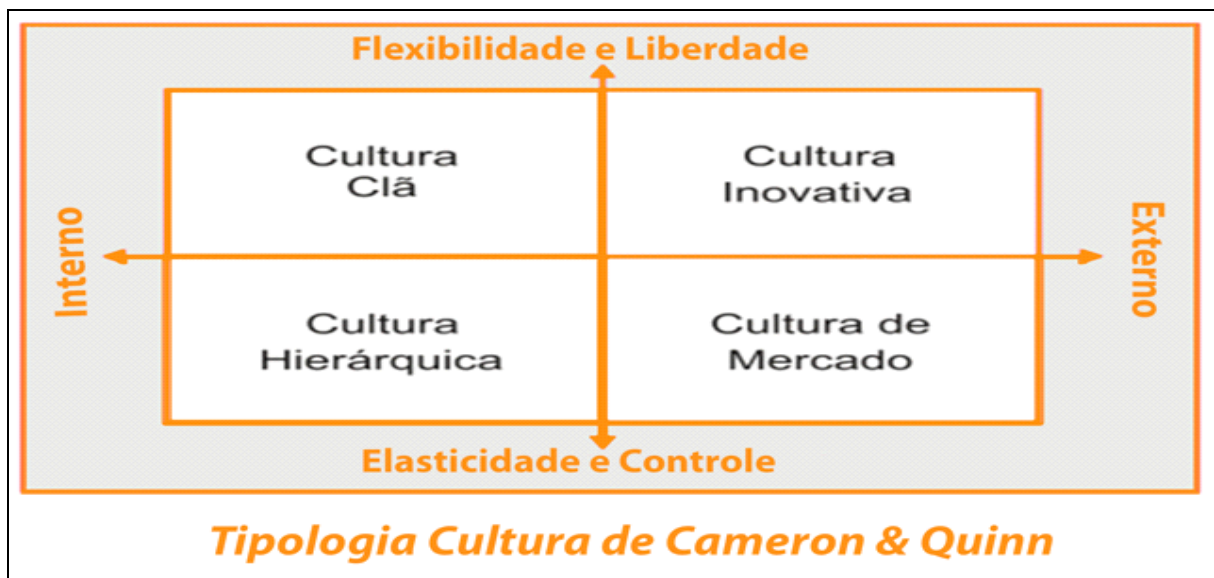 Flexibilidade e Liberdade
Cultura
Clã
Cultura
Inovativa
Interno
Externo
Cultura
Hierárquica
Cultura de
Mercado
Elasticidade e Controle
Tipologia Cultura de Cameron & Quinn